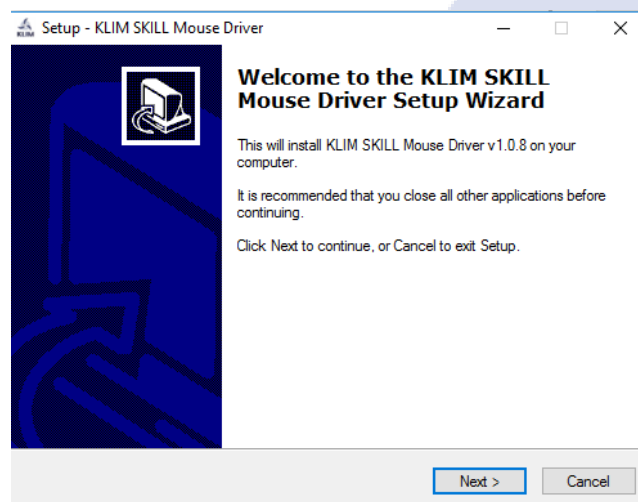 KLIM
Setup - KLIM SKILL Mouse Driver
Welcome to the KLIM SKILL
Mouse Driver Setup Wizard
This will install KLIM SKILL Mouse Driver v1.0.8 on your
computer.
It is recommended that you close all other applications before
continuing.
Click Next to continue, or Cancel to exit Setup.
Next >
Cancel